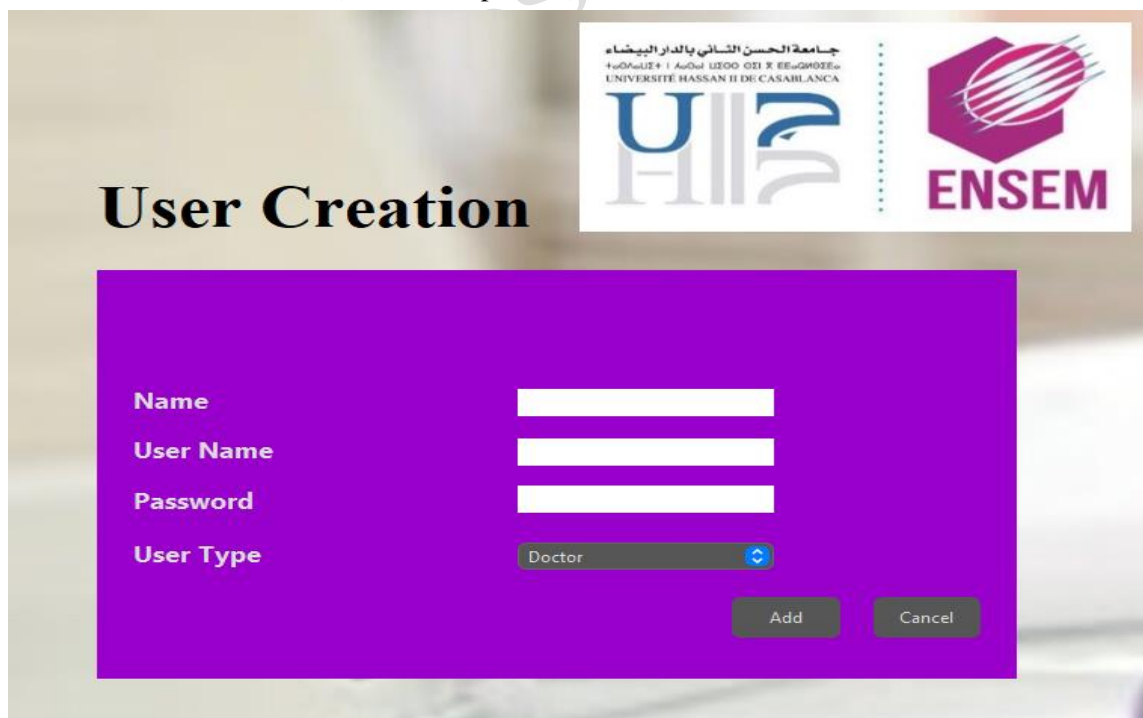 جامعة الحسن الثاني بالدار البيضاء
UNIVERSITÉ HASSAN II DE CASABLANCA
ENSEM
User Creation
Name
User Name
Password
User Type
Doctor
Add
Cancel